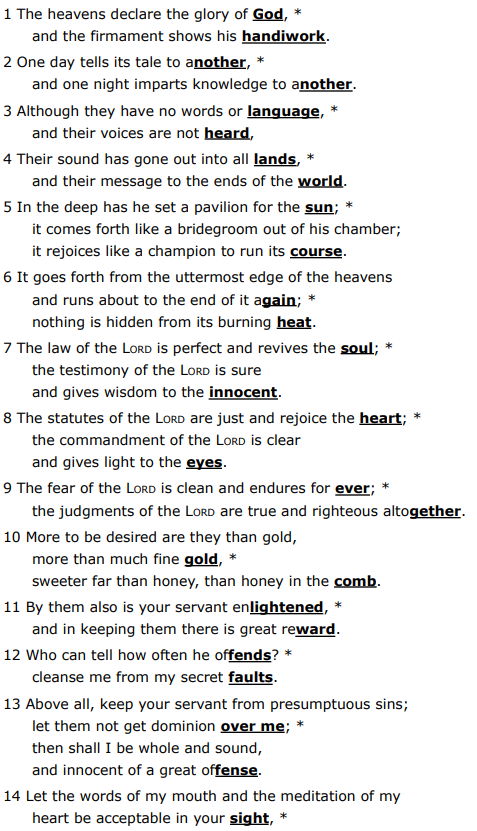 1 The heavens declare the glory of God, *
and the firmament shows his handiwork.
2 One day tells its tale to another, *
and one night imparts knowledge to another.
3 Although they have no words or language, *
and their voices are not heard,
4 Their sound has gone out into all lands, *
and their message to the ends of the world.
5 In the deep has he set a pavilion for the sun; *
it comes forth like a bridegroom out of his chamber;
it rejoices like a champion to run its course.
6 It goes forth from the uttermost edge of the heavens
and runs about to the end of it again; *
nothing is hidden from its burning heat.
7 The law of the LORD is perfect and revives the soul; *
the testimony of the LORD is sure
and gives wisdom to the innocent.
8 The statutes of the LORD are just and rejoice the heart; *
the commandment of the LORD is clear
and gives light to the eyes.
9 The fear of the LORD is clean and endures for ever; *
the judgments of the LORD are true and righteous altogether.
10 More to be desired are they than gold,
more than much fine gold, *
sweeter far than honey, than honey in the comb.
11 By them also is your servant enlightened, *
and in keeping them there is great reward.
12 Who can tell how often he offends? *
cleanse me from my secret faults.
13 Above all, keep your servant from presumptuous sins;
let them not get dominion over me; *
then shall I be whole and sound,
and innocent of a great offense.
14 Let the words of my mouth and the meditation of my
heart be acceptable in your sight, *